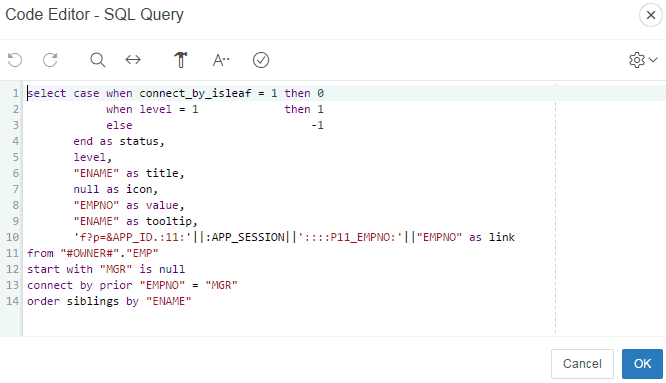 Code Editor - SQL Query
A··
1 select case when connect_by_isleaf = 1 then 0
2             when level = 1             then 1
3             else                           -1
4        end as status,
5        level,
6        "ENAME" as title,
7        null as icon,
8        "EMPNO" as value,
9        "ENAME" as tooltip,
10        'f?p=&APP_ID.:11:'||:APP_SESSION||'::::P11_EMPNO:'||"EMPNO" as link
11 from "#OWNER#"."EMP"
12 start with "MGR" is null
13 connect by prior "EMPNO" = "MGR"
14 order siblings by "ENAME"
Cancel OK